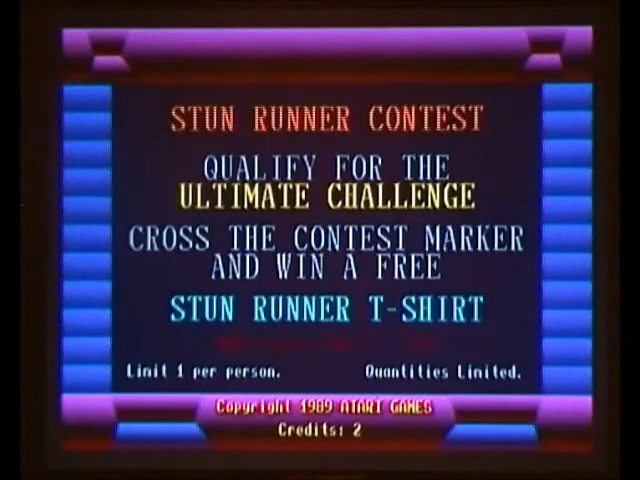 STUN RUNNER CONTEST
QUALIFY FOR THE
ULTIMATE CHALLENGE
CROSS THE CONTEST MARKER
AND WIN A FREE
STUN RUNNER T-SHIRT
Limit 1 per person. Quantities Limited.
Copyright 1989 ATARI GAMES
Credits: 2